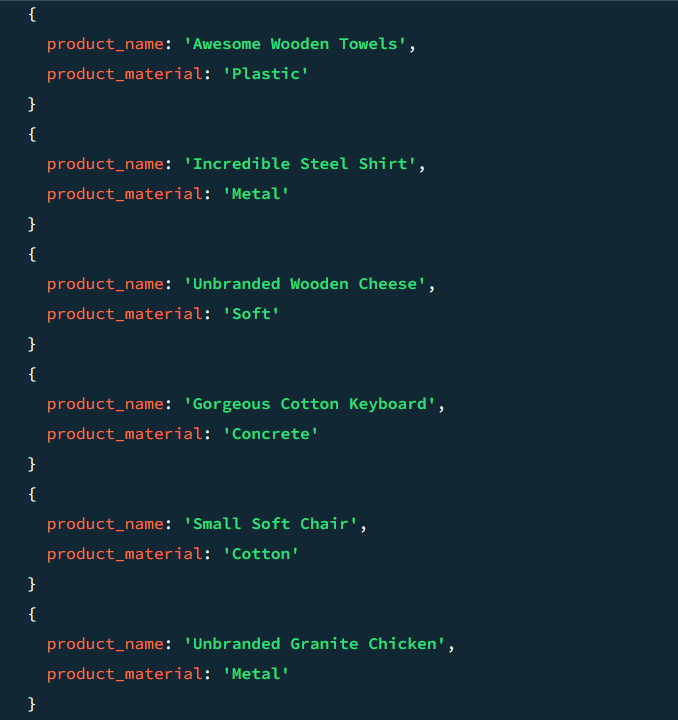 {
  product_name: 'Awesome Wooden Towels',
  product_material: 'Plastic'
}
{
  product_name: 'Incredible Steel Shirt',
  product_material: 'Metal'
}
{
  product_name: 'Unbranded Wooden Cheese',
  product_material: 'Soft'
}
{
  product_name: 'Gorgeous Cotton Keyboard',
  product_material: 'Concrete'
}
{
  product_name: 'Small Soft Chair',
  product_material: 'Cotton'
}
{
  product_name: 'Unbranded Granite Chicken',
  product_material: 'Metal'
}